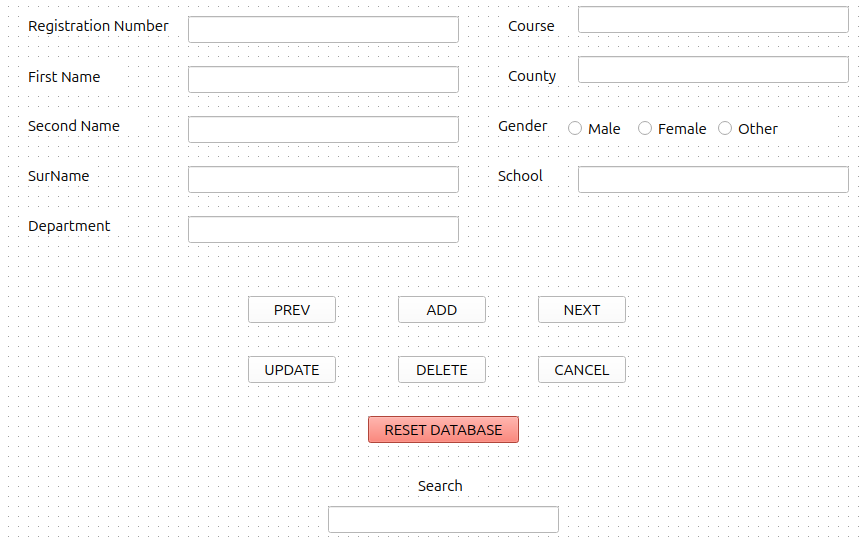 Registration Number
Course
First Name
County
Second Name
Gender Male Female Other
SurName
School
Department
PREV ADD NEXT
UPDATE DELETE CANCEL
RESET DATABASE
Search